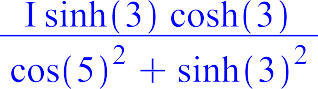 I sinh(3) cosh(3)
cos(5)² + sinh(3)²